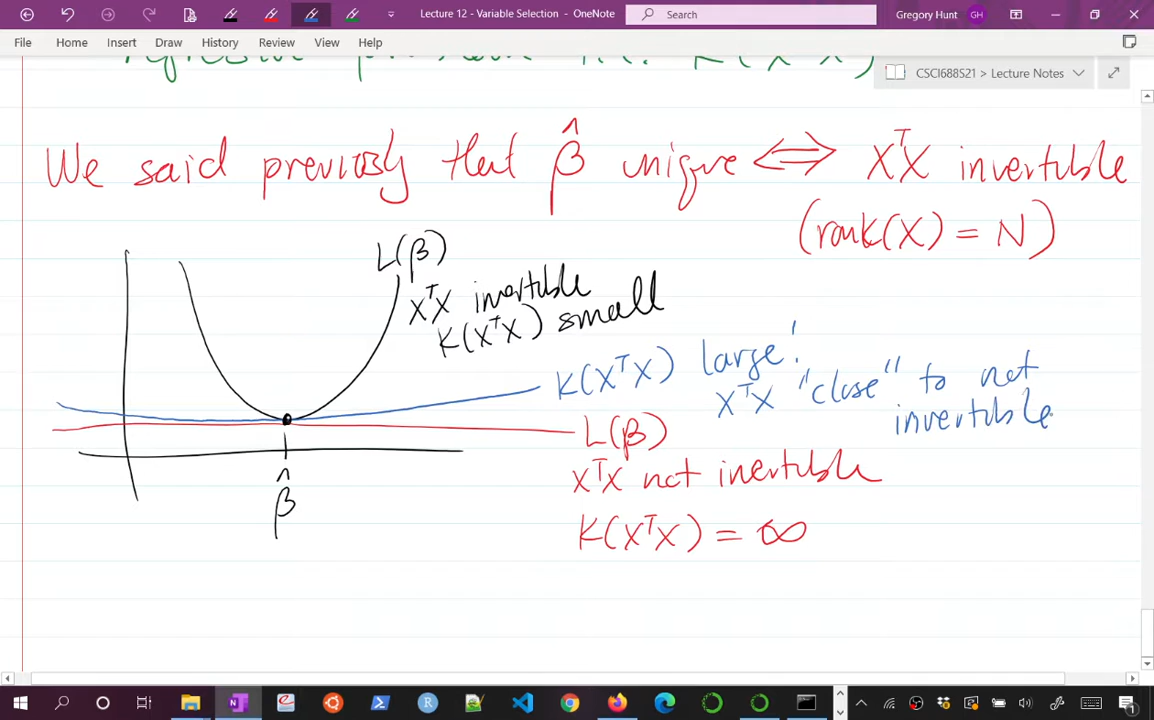 Lecture 12 - Variable Selection - OneNote
Search
Gregory Hunt GH
File Home Insert Draw History Review View Help
CSCI688S21 > Lecture Notes
We said previously that β̂ unique ⟺ XᵀX invertible
(rank(X) = N)
L(β)
XᵀX invertible
K(XᵀX) small
K(XᵀX) large!
XᵀX "close" to not
invertible
L(β)
XᵀX not inertible
K(XᵀX) = ∞
β̂